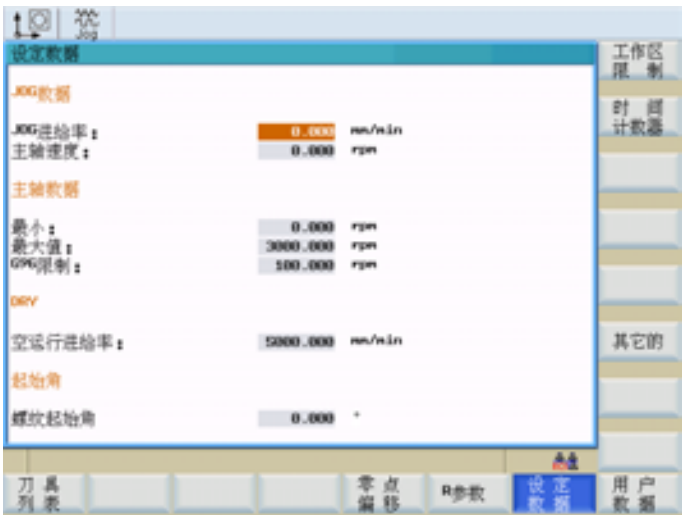 Jog
设定数据
工作区
限 制
JOG数据
时 间
计数器
JOG进给率: 0.000 mm/min
主轴速度: 0.000 rpm
主轴数据
最小: 0.000 rpm
最大值: 3000.000 rpm
G96限制: 100.000 rpm
DRY
空运行进给率: 5000.000 mm/min
其它的
起始角
螺纹起始角 0.000 °
刀 具
列 表
零 点
偏 移
R参数
设 定
数 据
用 户
数 据